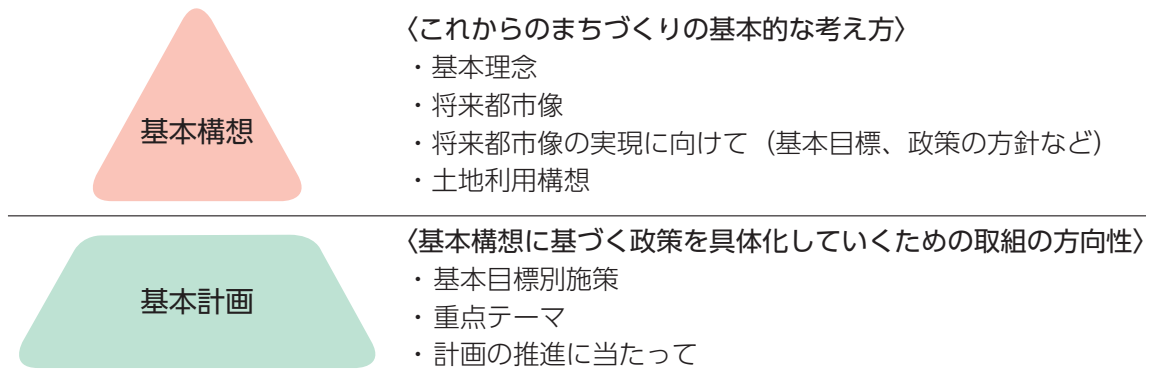 基本構想
〈これからのまちづくりの基本的な考え方〉
・基本理念
・将来都市像
・将来都市像の実現に向けて（基本目標、政策の方針など）
・土地利用構想
基本計画
〈基本構想に基づく政策を具体化していくための取組の方向性〉
・基本目標別施策
・重点テーマ
・計画の推進に当たって